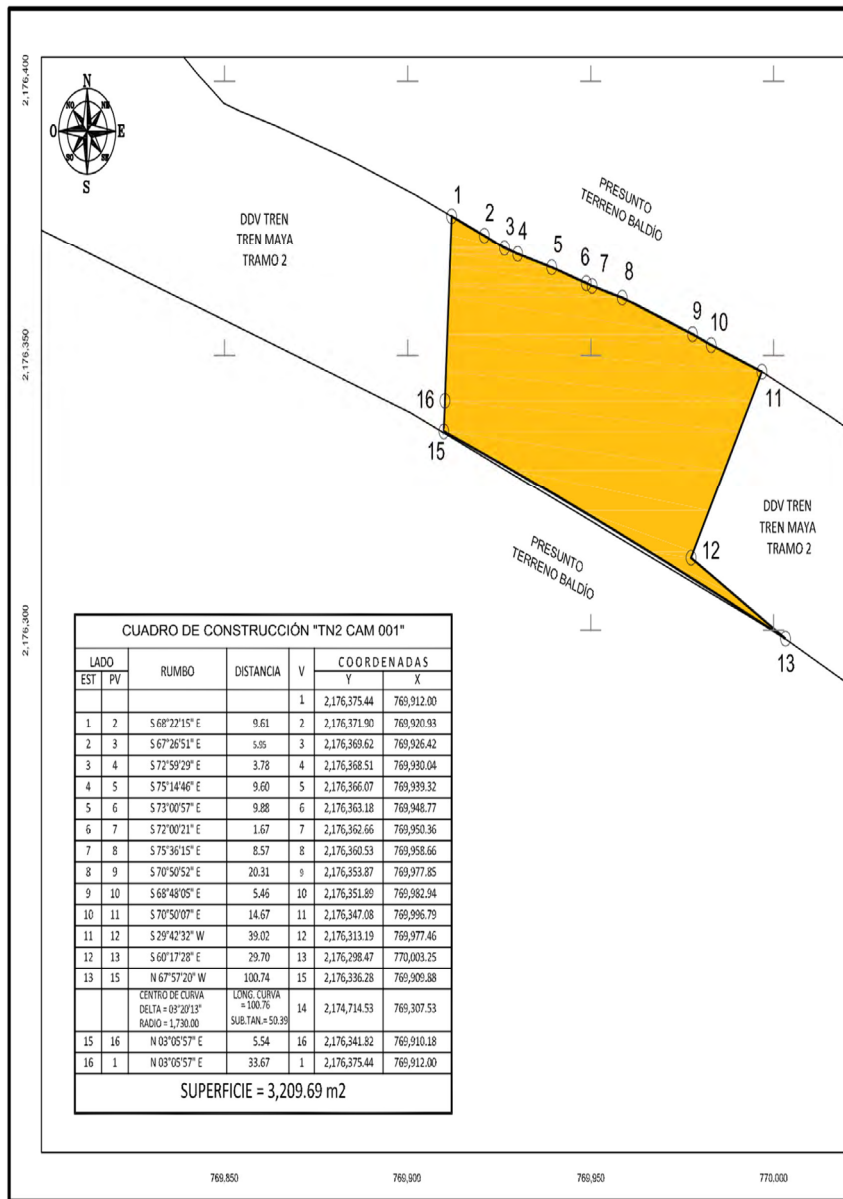 2,176,400
N
NO
NE
O
E
SO
SE
S
DDV TREN
TREN MAYA
TRAMO 2
PRESUNTO
TERRENO BALDÍO
1
2
3
4
5
6
7
8
9
10
11
2,176,350
16
15
12
DDV TREN
TREN MAYA
TRAMO 2
PRESUNTO
TERRENO BALDÍO
13
2,176,300
CUADRO DE CONSTRUCCIÓN "TN2 CAM 001"
LADO RUMBO DISTANCIA V COORDENADAS
EST PV Y X
1 2,176,375.44 769,912.00
1 2 S 68°22'15" E 9.61 2 2,176,371.90 769,920.93
2 3 S 67°26'51" E 5.95 3 2,176,369.62 769,926.42
3 4 S 72°59'29" E 3.78 4 2,176,368.51 769,930.04
4 5 S 75°14'46" E 9.60 5 2,176,366.07 769,939.32
5 6 S 73°00'57" E 9.88 6 2,176,363.18 769,948.77
6 7 S 72°00'21" E 1.67 7 2,176,362.66 769,950.36
7 8 S 75°36'15" E 8.57 8 2,176,360.53 769,958.66
8 9 S 70°50'52" E 20.31 9 2,176,353.87 769,977.85
9 10 S 68°48'05" E 5.46 10 2,176,351.89 769,982.94
10 11 S 70°50'07" E 14.67 11 2,176,347.08 769,996.79
11 12 S 29°42'32" W 39.02 12 2,176,313.19 769,977.46
12 13 S 60°17'28" E 29.70 13 2,176,298.47 770,003.25
13 15 N 67°57'20" W 100.74 15 2,176,336.28 769,909.88
CENTRO DE CURVA
DELTA = 03°20'13"
RADIO = 1,730.00
LONG. CURVA
= 100.76
SUB.TAN.= 50.39
14 2,174,714.53 769,307.53
15 16 N 03°05'57" E 5.54 16 2,176,341.82 769,910.18
16 1 N 03°05'57" E 33.67 1 2,176,375.44 769,912.00
SUPERFICIE = 3,209.69 m2
769,850
769,900
769,950
770,000